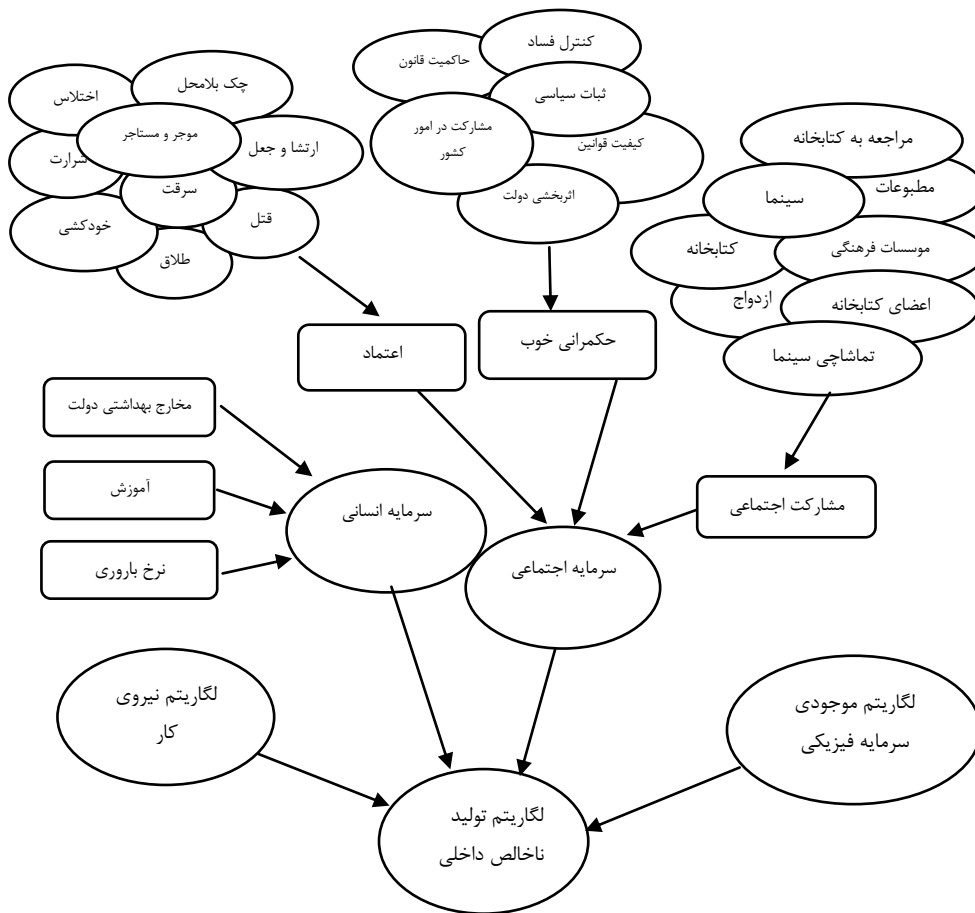 کنترل فساد
حاکمیت قانون
ثبات سیاسی
مشارکت در امور
کشور
کیفیت قوانین
اثربخشی دولت
چک بلامحل
اختلاس
موجر و مستاجر
ارتشا و جعل
شرارت
سرقت
قتل
خودکشی
طلاق
مراجعه به کتابخانه
مطبوعات
سینما
موسسات فرهنگی
کتابخانه
ازدواج
اعضای کتابخانه
تماشاچی سینما
حکمرانی خوب
اعتماد
مخارج بهداشتی دولت
آموزش
نرخ باروری
مشارکت اجتماعی
سرمایه انسانی
سرمایه اجتماعی
لگاریتم موجودی
سرمایه فیزیکی
لگاریتم نیروی
کار
لگاریتم تولید
ناخالص داخلی